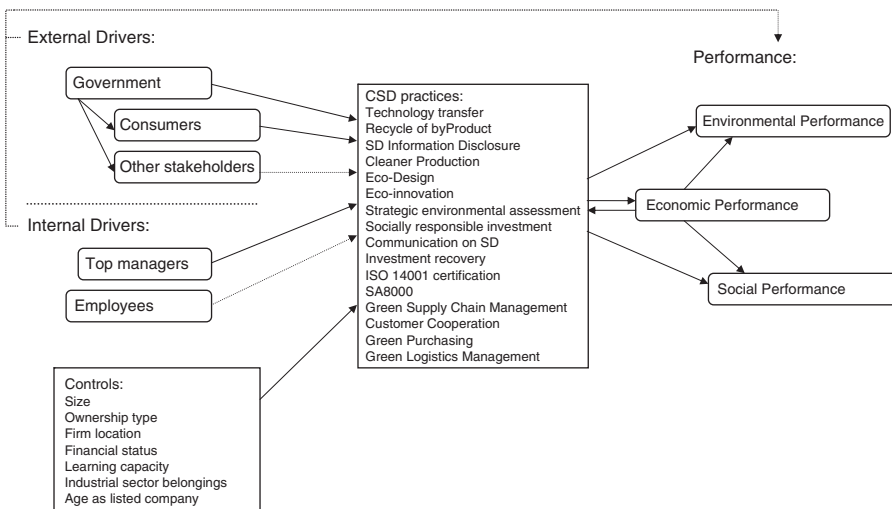 External Drivers:
Government
Consumers
Other stakeholders
Internal Drivers:
Top managers
Employees
Controls:
Size
Ownership type
Firm location
Financial status
Learning capacity
Industrial sector belongings
Age as listed company
CSD practices:
Technology transfer
Recycle of byProduct
SD Information Disclosure
Cleaner Production
Eco-Design
Eco-innovation
Strategic environmental assessment
Socially responsible investment
Communication on SD
Investment recovery
ISO 14001 certification
SA8000
Green Supply Chain Management
Customer Cooperation
Green Purchasing
Green Logistics Management
Performance:
Environmental Performance
Economic Performance
Social Performance